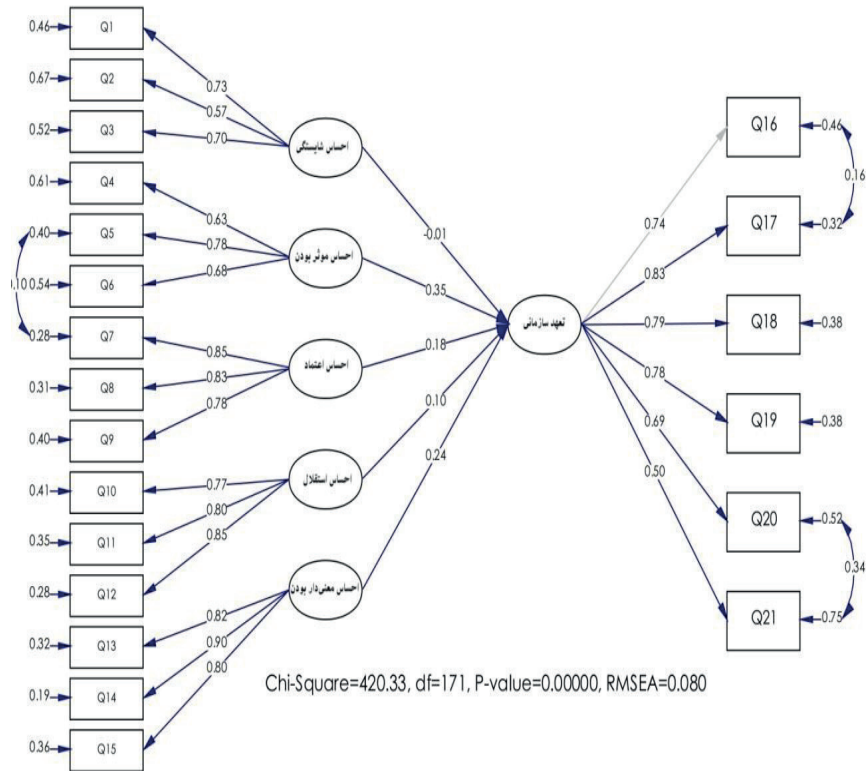 0.46
Q1
0.67
Q2
0.52
Q3
0.61
Q4
0.40
Q5
0.54
Q6
0.28
Q7
0.31
Q8
0.40
Q9
0.41
Q10
0.35
Q11
0.28
Q12
0.32
Q13
0.19
Q14
0.36
Q15
0.10
0.73
0.57
0.70
0.63
0.78
0.68
0.85
0.83
0.78
0.77
0.80
0.85
0.82
0.90
0.80
احساس شایستگی
احساس موثر بودن
احساس اعتماد
احساس استقلال
احساس معنی‌دار بودن
-0.01
0.35
0.18
0.10
0.24
تعهد سازمانی
0.74
0.83
0.79
0.78
0.69
0.50
Q16
0.46
Q17
0.32
Q18
0.38
Q19
0.38
Q20
0.52
Q21
0.75
0.16
0.34
Chi-Square=420.33, df=171, P-value=0.00000, RMSEA=0.080